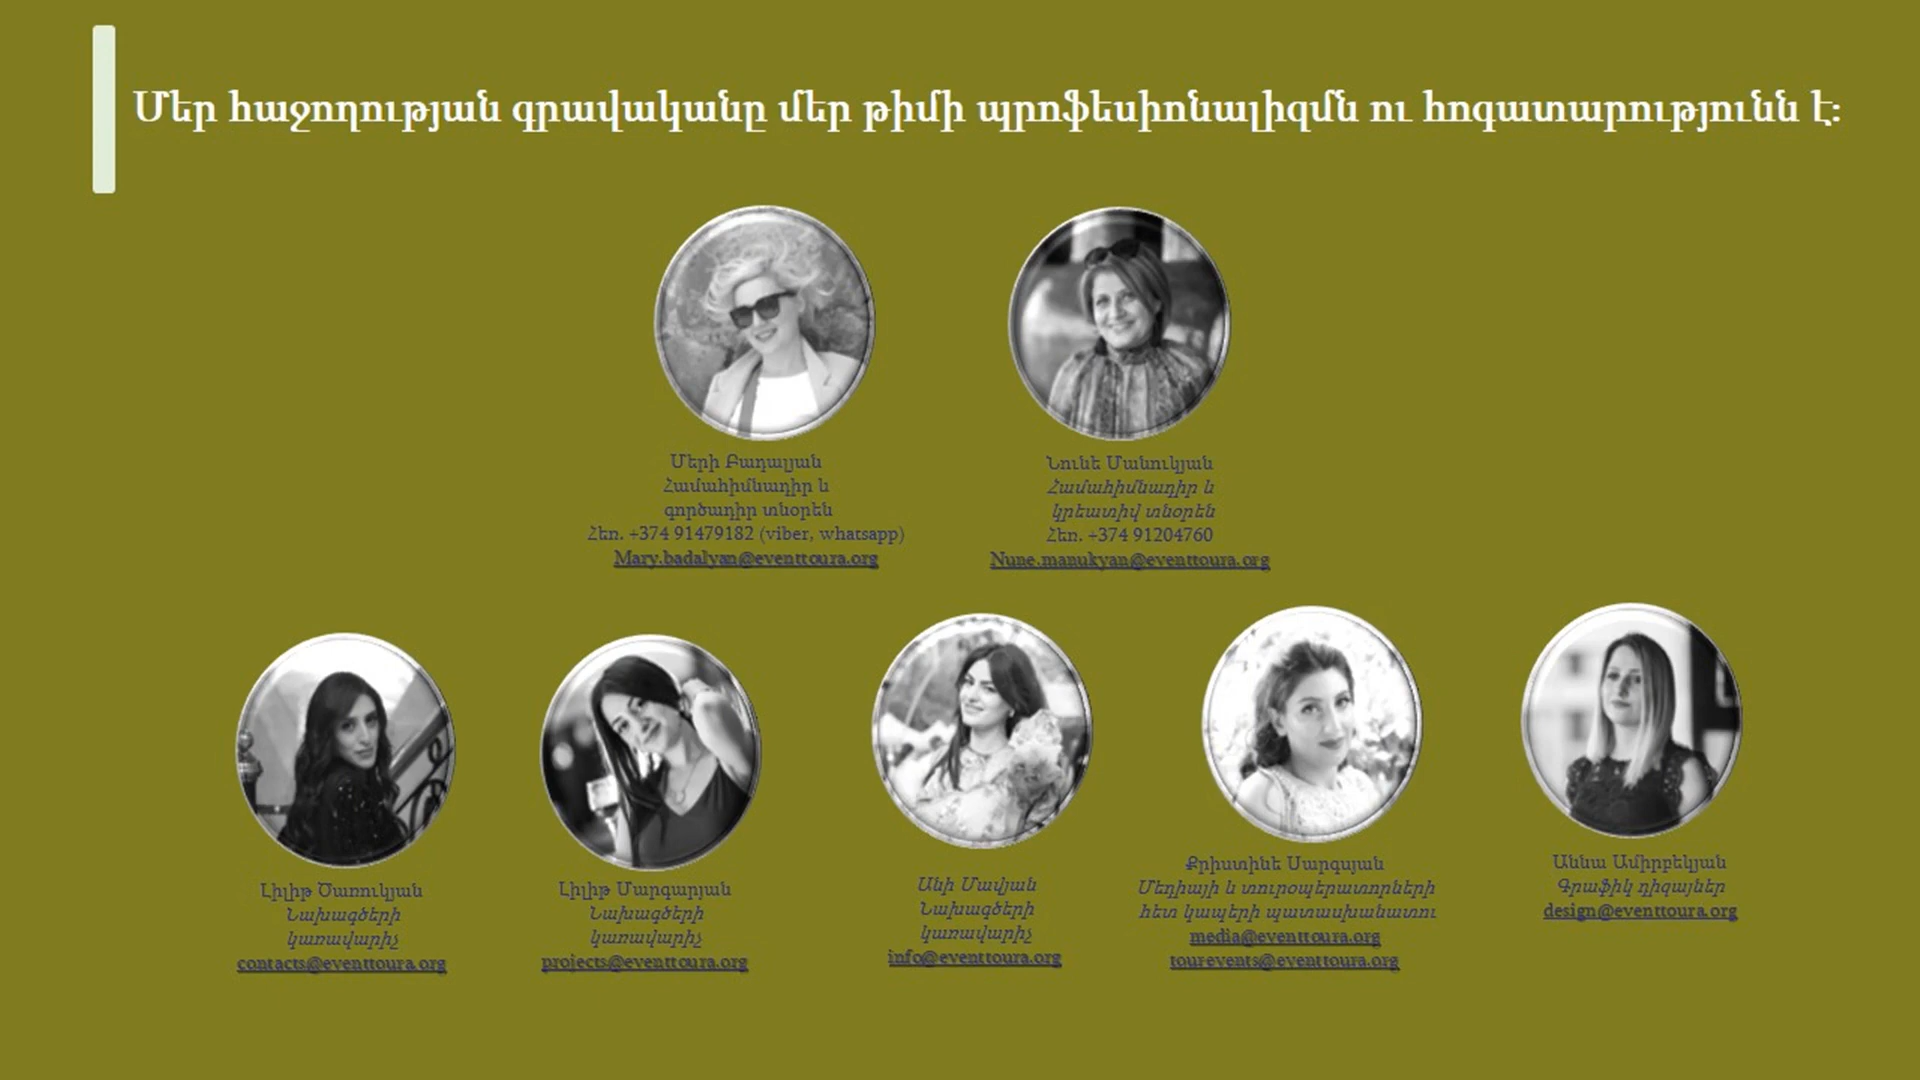 Մեր հաջողության գրավականը մեր թիմի պրոֆեսիոնալիզմն ու հոգատարությունն է:
Մերի Բադալյան
Համահիմնադիր և
գործադիր տնօրեն
Հեռ. +374 91479182 (viber, whatsapp)
Mary.badalyan@eventtoura.org
Նունե Մանուկյան
Համահիմնադիր և
կրեատիվ տնօրեն
Հեռ. +374 91204760
Nune.manukyan@eventtoura.org
Լիլիթ Ծառուկյան
Նախագծերի
կառավարիչ
contacts@eventtoura.org
Լիլիթ Մարգարյան
Նախագծերի
կառավարիչ
projects@eventtoura.org
Անի Մավյան
Նախագծերի
կառավարիչ
info@eventtoura.org
Քրիստինե Սարգսյան
Մեդիայի և տուրօպերատորների
հետ կապերի պատասխանատու
media@eventtoura.org
tourevents@eventtoura.org
Աննա Ամիրբեկյան
Գրաֆիկ դիզայներ
design@eventtoura.org